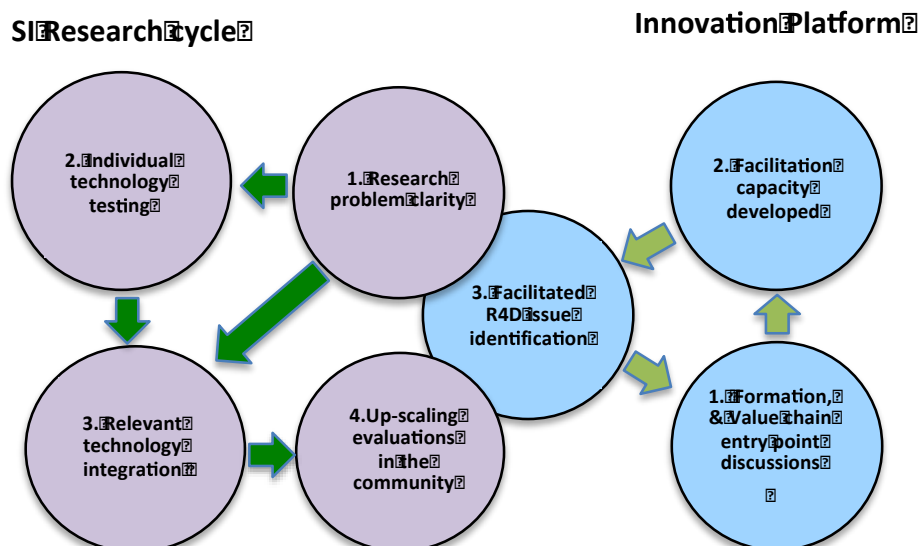 SI Research cycle
Innovation Platform
2. Individual
technology
testing
1. Research
problem clarity
2. Facilitation
capacity
developed
3. Facilitated
R4D issue
identification
3. Relevant
technology
integration
4.Up-scaling
evaluations
in the
community
1. Formation,
& Value chain
entry point
discussions